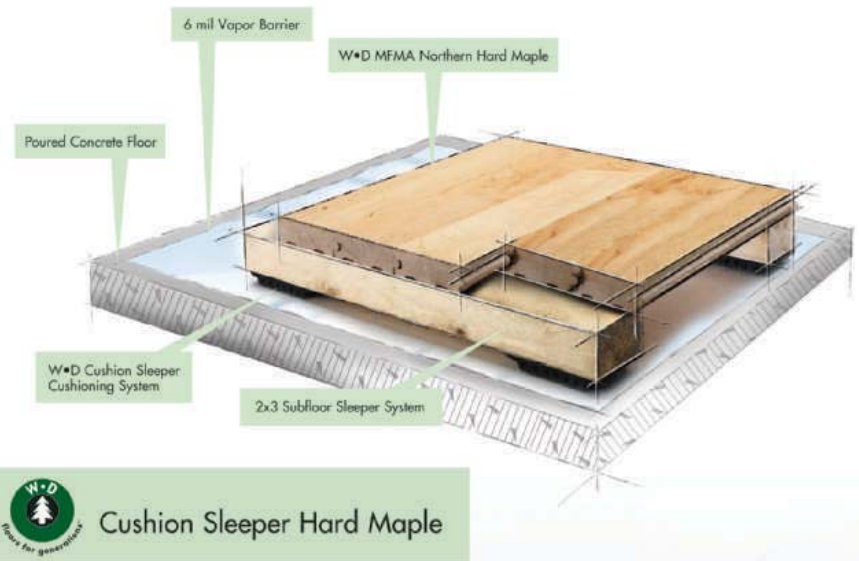 6 mil Vapor Barrier
W•D MFMA Northern Hard Maple
Poured Concrete Floor
W•D Cushion Sleeper
Cushioning System
2x3 Subfloor Sleeper System
W•D
floors for generations™
Cushion Sleeper Hard Maple